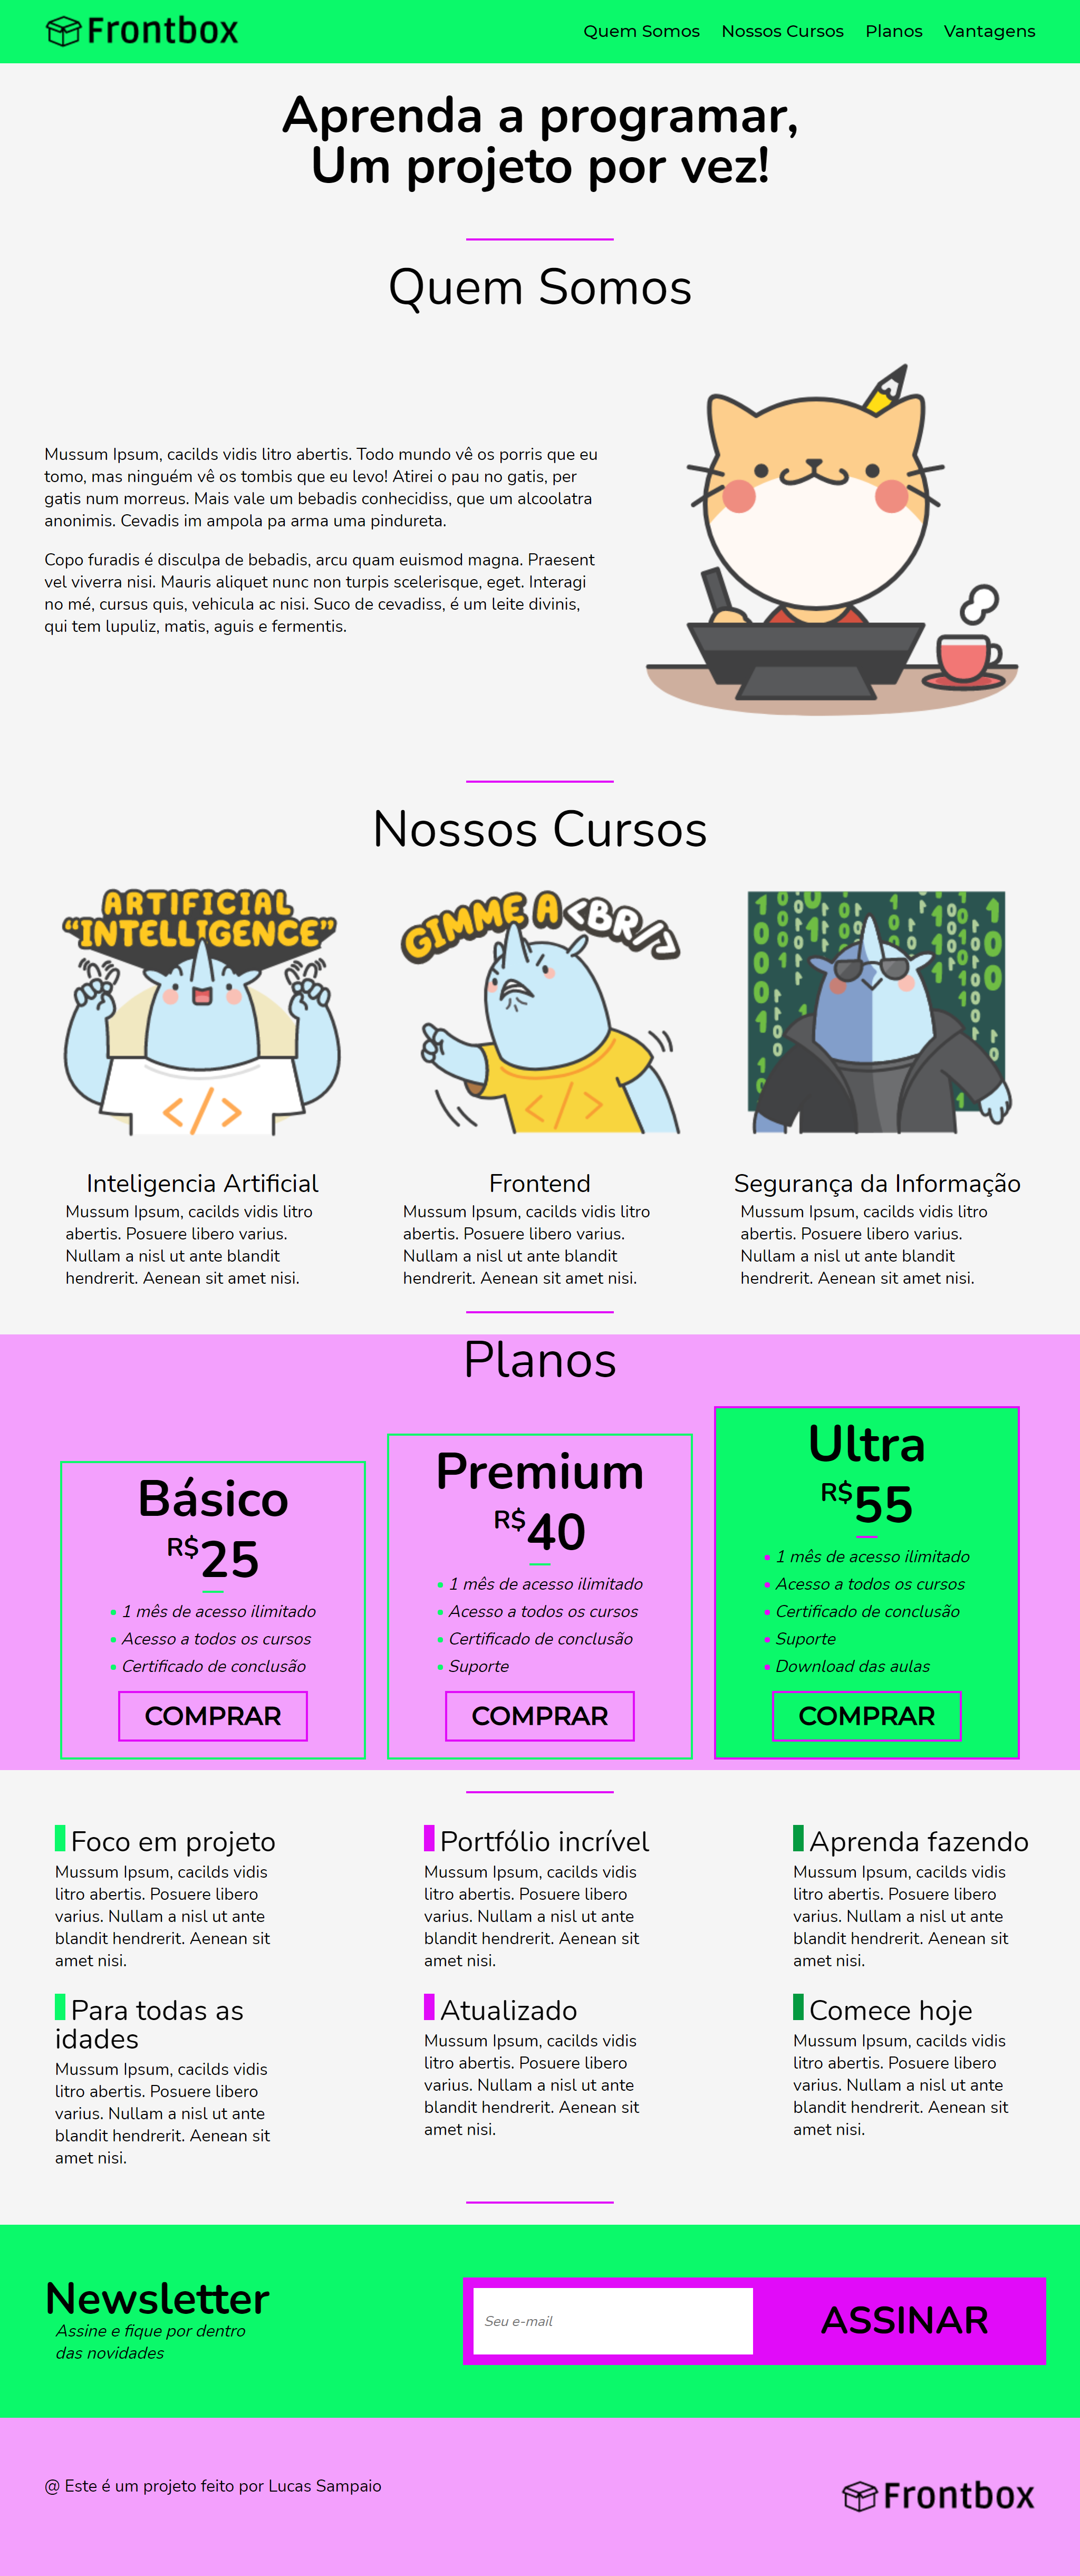 Frontbox
Quem Somos Nossos Cursos Planos Vantagens
Aprenda a programar,
Um projeto por vez!
Quem Somos
Mussum Ipsum, cacilds vidis litro abertis. Todo mundo vê os porris que eu
tomo, mas ninguém vê os tombis que eu levo! Atirei o pau no gatis, per
gatis num morreus. Mais vale um bebadis conhecidiss, que um alcoolatra
anonimis. Cevadis im ampola pa arma uma pindureta.
Copo furadis é disculpa de bebadis, arcu quam euismod magna. Praesent
vel viverra nisi. Mauris aliquet nunc non turpis scelerisque, eget. Interagi
no mé, cursus quis, vehicula ac nisi. Suco de cevadiss, é um leite divinis,
qui tem lupuliz, matis, aguis e fermentis.
Nossos Cursos
ARTIFICIAL
“INTELLIGENCE”
</>
Inteligencia Artificial
Mussum Ipsum, cacilds vidis litro
abertis. Posuere libero varius.
Nullam a nisl ut ante blandit
hendrerit. Aenean sit amet nisi.
GIMME A <BR/>
</>
Frontend
Mussum Ipsum, cacilds vidis litro
abertis. Posuere libero varius.
Nullam a nisl ut ante blandit
hendrerit. Aenean sit amet nisi.
Segurança da Informação
Mussum Ipsum, cacilds vidis litro
abertis. Posuere libero varius.
Nullam a nisl ut ante blandit
hendrerit. Aenean sit amet nisi.
Planos
Básico
R$25
1 mês de acesso ilimitado
Acesso a todos os cursos
Certificado de conclusão
COMPRAR
Premium
R$40
1 mês de acesso ilimitado
Acesso a todos os cursos
Certificado de conclusão
Suporte
COMPRAR
Ultra
R$55
1 mês de acesso ilimitado
Acesso a todos os cursos
Certificado de conclusão
Suporte
Download das aulas
COMPRAR
Foco em projeto
Mussum Ipsum, cacilds vidis
litro abertis. Posuere libero
varius. Nullam a nisl ut ante
blandit hendrerit. Aenean sit
amet nisi.
Portfólio incrível
Mussum Ipsum, cacilds vidis
litro abertis. Posuere libero
varius. Nullam a nisl ut ante
blandit hendrerit. Aenean sit
amet nisi.
Aprenda fazendo
Mussum Ipsum, cacilds vidis
litro abertis. Posuere libero
varius. Nullam a nisl ut ante
blandit hendrerit. Aenean sit
amet nisi.
Para todas as
idades
Mussum Ipsum, cacilds vidis
litro abertis. Posuere libero
varius. Nullam a nisl ut ante
blandit hendrerit. Aenean sit
amet nisi.
Atualizado
Mussum Ipsum, cacilds vidis
litro abertis. Posuere libero
varius. Nullam a nisl ut ante
blandit hendrerit. Aenean sit
amet nisi.
Comece hoje
Mussum Ipsum, cacilds vidis
litro abertis. Posuere libero
varius. Nullam a nisl ut ante
blandit hendrerit. Aenean sit
amet nisi.
Newsletter
Assine e fique por dentro
das novidades
Seu e-mail
ASSINAR
@ Este é um projeto feito por Lucas Sampaio
Frontbox